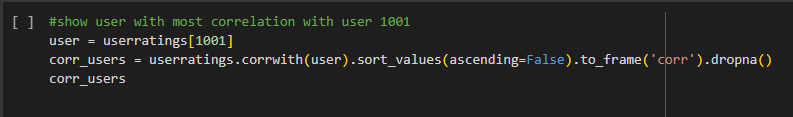 [ ] #show user with most correlation with user 1001
user = userratings[1001]
corr_users = userratings.corrwith(user).sort_values(ascending=False).to_frame('corr').dropna()
corr_users